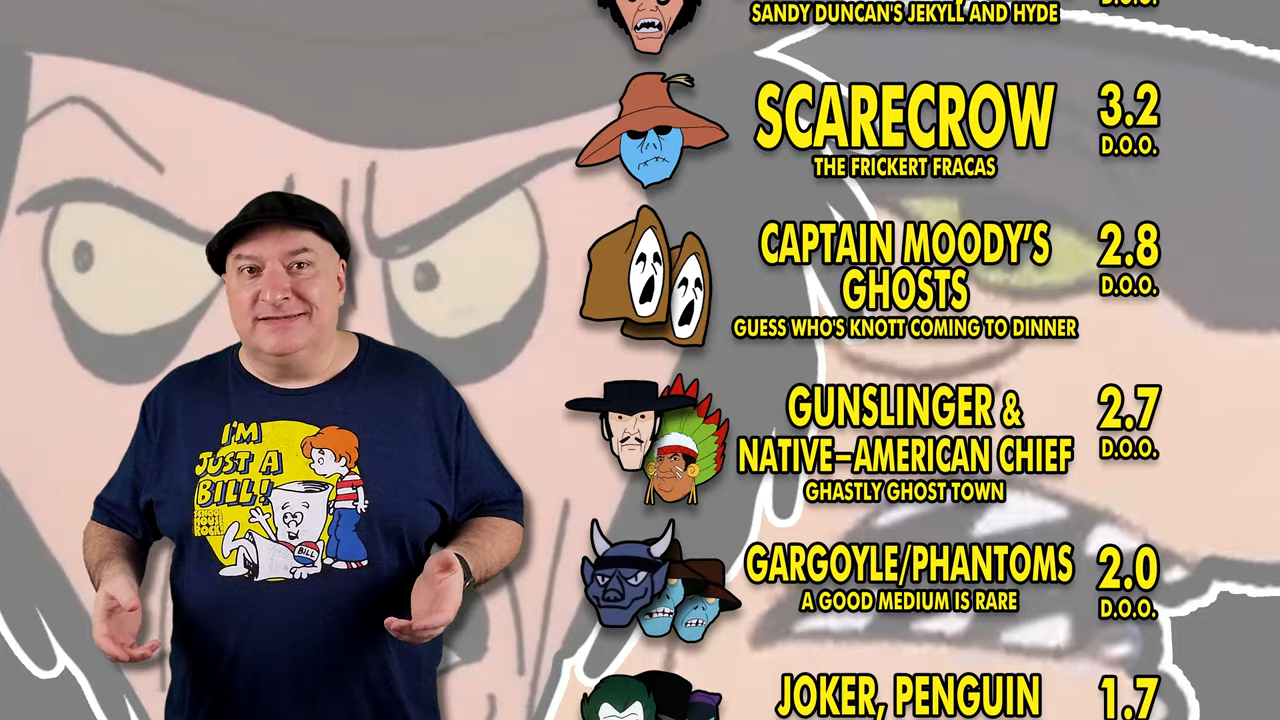 D.O.O.
SANDY DUNCAN'S JEKYLL AND HYDE
SCARECROW
THE FRICKERT FRACAS
3.2
D.O.O.
CAPTAIN MOODY'S
GHOSTS
GUESS WHO'S KNOTT COMING TO DINNER
2.8
D.O.O.
GUNSLINGER &
NATIVE–AMERICAN CHIEF
GHASTLY GHOST TOWN
2.7
D.O.O.
GARGOYLE/PHANTOMS
A GOOD MEDIUM IS RARE
2.0
D.O.O.
JOKER, PENGUIN
1.7
I'M
JUST A
BILL!
SCHOOL
HOUSE
ROCK!
BILL